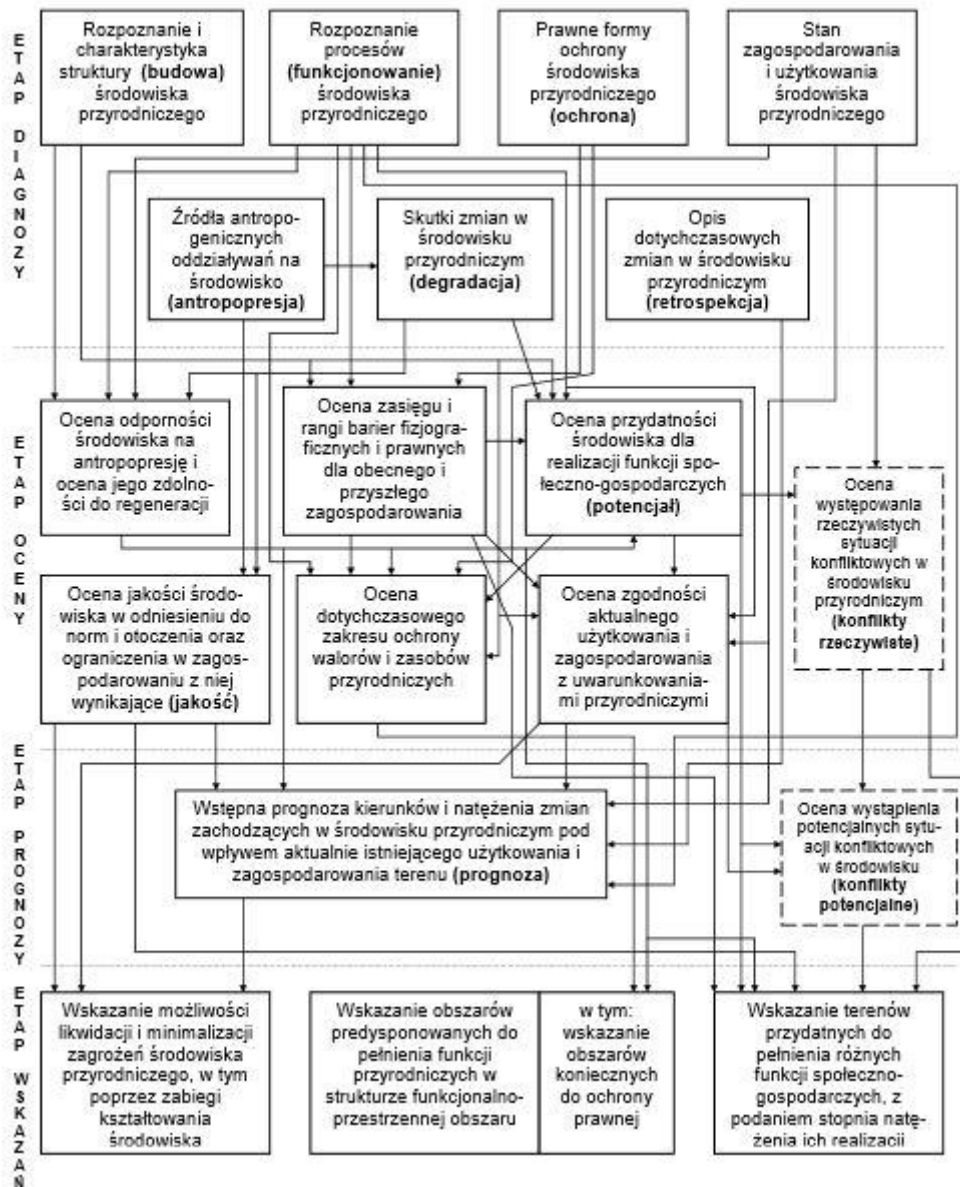 ETAP DIAGNOZY
Rozpoznanie i
charakterystyka
struktury (budowa)
środowiska
przyrodniczego
Rozpoznanie
procesów
(funkcjonowanie)
środowiska
przyrodniczego
Prawne formy
ochrony
środowiska
przyrodniczego
(ochrona)
Stan
zagospodarowania
i użytkowania
środowiska
przyrodniczego
Źródła antropo-
genicznych
oddziaływań na
środowisko
(antropopresja)
Skutki zmian w
środowisku
przyrodniczym
(degradacja)
Opis
dotychczasowych
zmian w środowisku
przyrodniczym
(retrospekcja)
ETAP OCENY
Ocena odporności
środowiska na
antropopresję i
ocena jego zdolno-
ści do regeneracji
Ocena zasięgu i
rangi barier fizjogra-
ficznych i prawnych
dla obecnego i
przyszłego
zagospodarowania
Ocena przydatności
środowiska dla
realizacji funkcji spo-
łeczno-gospodarczych
(potencjał)
Ocena
występowania
rzeczywistych
sytuacji
konfliktowych w
środowisku
przyrodniczym
(konflikty
rzeczywiste)
Ocena jakości środo-
wiska w odniesieniu do
norm i otoczenia oraz
ograniczenia w zagos-
podarowaniu z niej
wynikające (jakość)
Ocena
dotychczasowego
zakresu ochrony
walorów i zasobów
przyrodniczych
Ocena zgodności
aktualnego
użytkowania i
zagospodarowania
z uwarunkowania-
mi przyrodniczymi
ETAP PROGNOZY
Wstępna prognoza kierunków i natężenia zmian
zachodzących w środowisku przyrodniczym pod
wpływem aktualnie istniejącego użytkowania i
zagospodarowania terenu (prognoza)
Ocena wystąpienia
potencjalnych sytu-
acji konfliktowych
w środowisku
(konflikty
potencjalne)
ETAP WSKAZAŃ
Wskazanie możliwości
likwidacji i minimalizacji
zagrożeń środowiska
przyrodniczego, w tym
poprzez zabiegi
kształtowania
środowiska
Wskazanie obszarów
predysponowanych do
pełnienia funkcji
przyrodniczych w
strukturze funkcjonalno-
przestrzennej obszaru
w tym:
wskazanie
obszarów
koniecznych
do ochrony
prawnej
Wskazanie terenów
przydatnych do
pełnienia różnych
funkcji społeczno-
gospodarczych, z
podaniem stopnia natę-
żenia ich realizacji